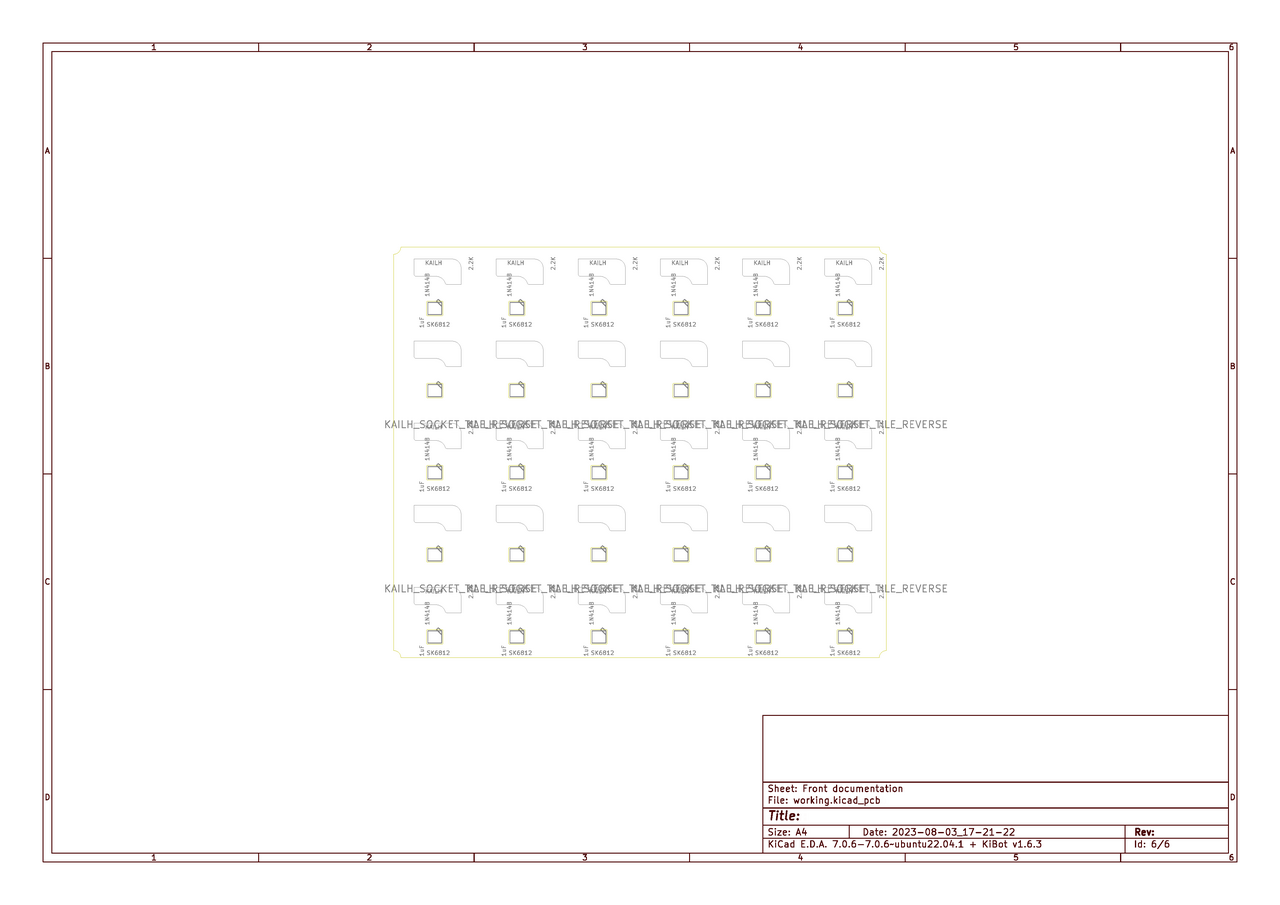 1 2 3 4 5 6
A A
KAILH KAILH KAILH KAILH KAILH KAILH
2.2K 2.2K 2.2K 2.2K 2.2K 2.2K
1N4148 1N4148 1N4148 1N4148 1N4148 1N4148
1uF 1uF 1uF 1uF 1uF 1uF
SK6812 SK6812 SK6812 SK6812 SK6812 SK6812
B B
1N4148 1N4148 1N4148 1N4148 1N4148 1N4148
1uF 1uF 1uF 1uF 1uF 1uF
SK6812 SK6812 SK6812 SK6812 SK6812 SK6812
C C
1N4148 1N4148 1N4148 1N4148 1N4148 1N4148
1uF 1uF 1uF 1uF 1uF 1uF
SK6812 SK6812 SK6812 SK6812 SK6812 SK6812
D D
Sheet: Front documentation
File: working.kicad_pcb
Title:
Size: A4 Date: 2023-08-03_17-21-22 Rev:
KiCad E.D.A. 7.0.6-7.0.6~ubuntu22.04.1 + KiBot v1.6.3 Id: 6/6
1 2 3 4 5 6